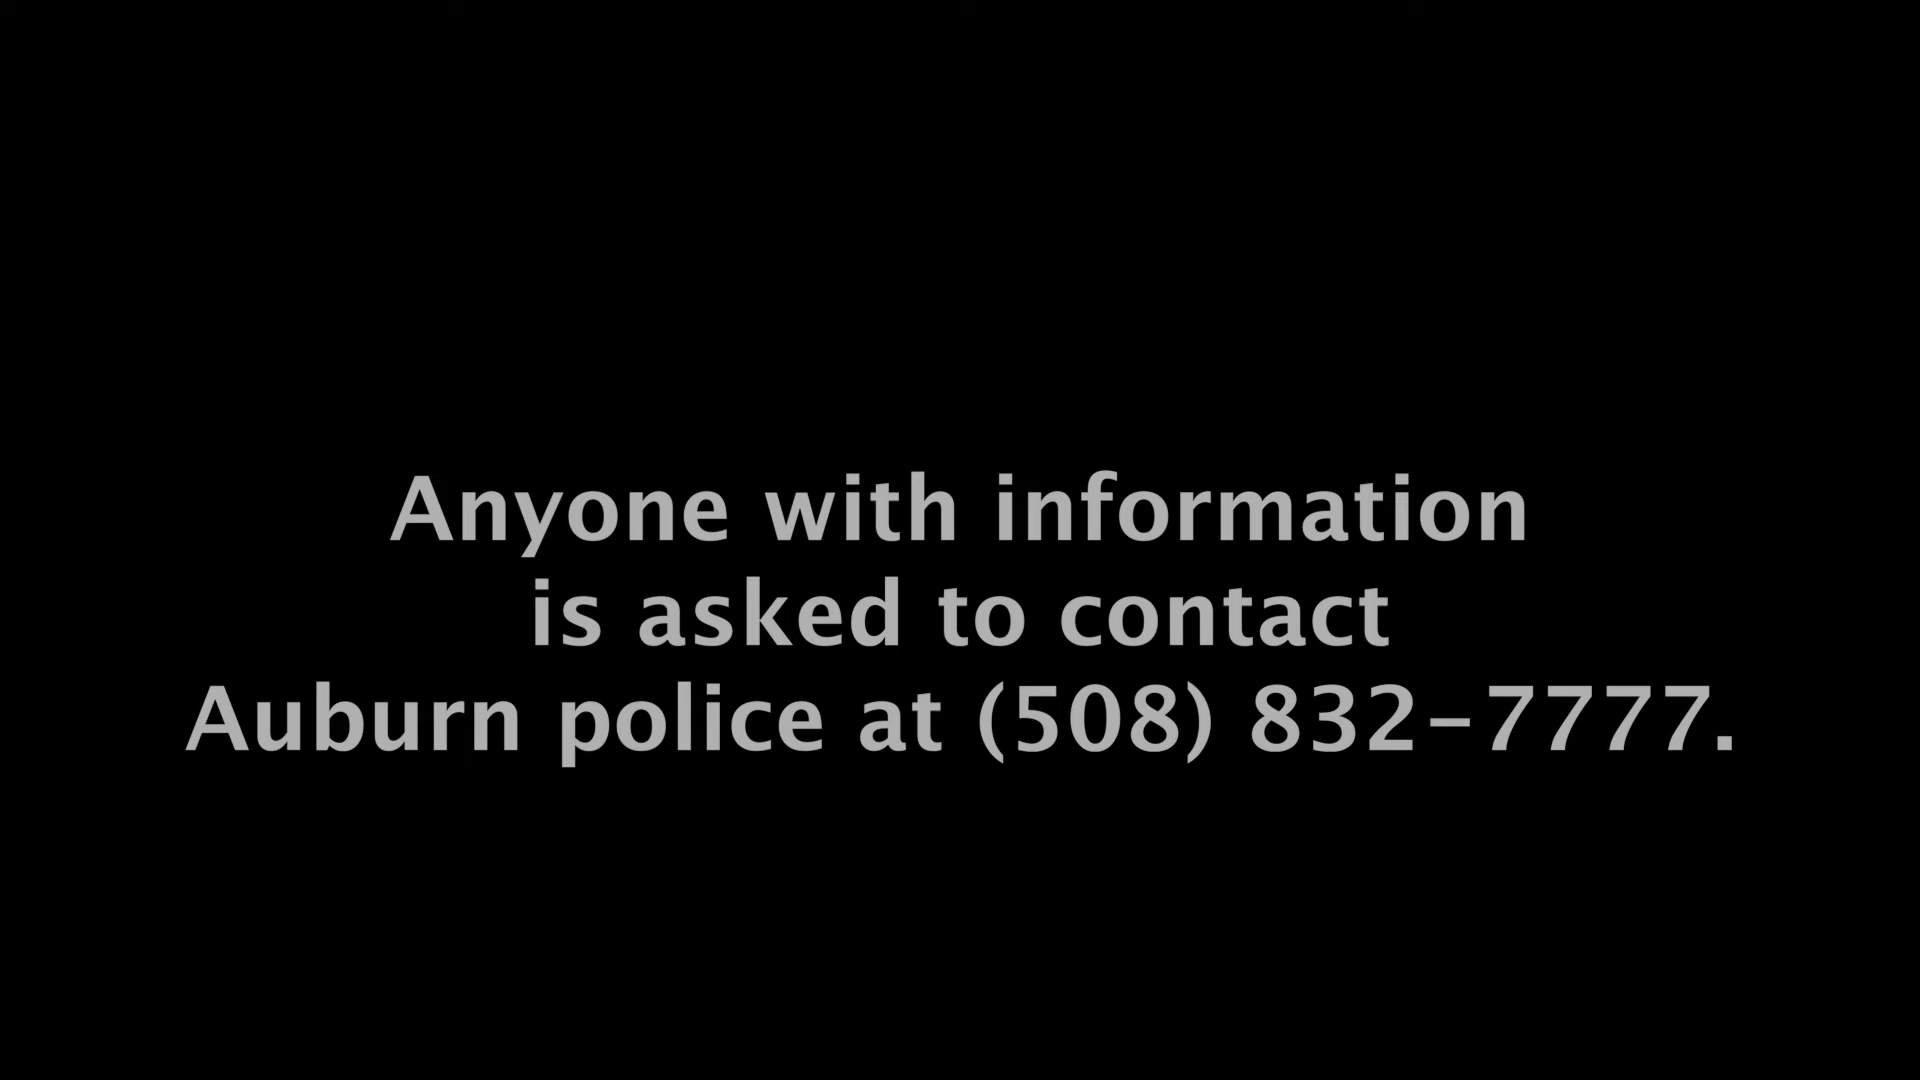 Anyone with information
is asked to contact
Auburn police at (508) 832-7777.